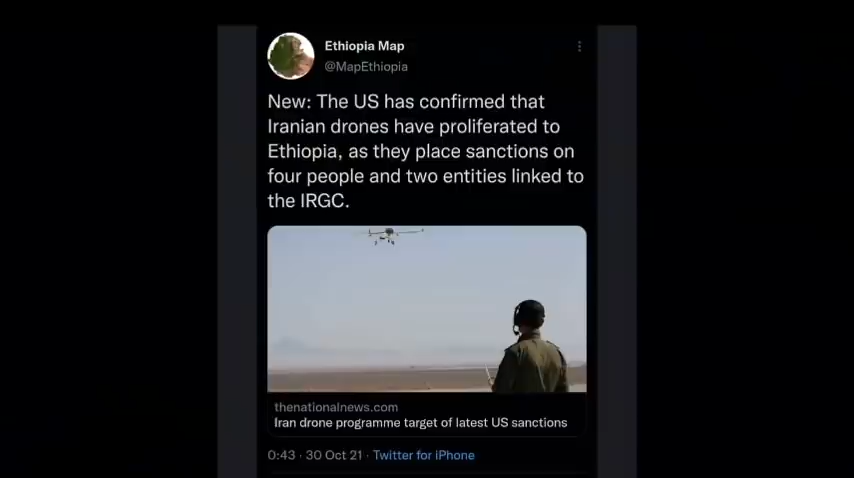 Ethiopia Map
@MapEthiopia
New: The US has confirmed that
Iranian drones have proliferated to
Ethiopia, as they place sanctions on
four people and two entities linked to
the IRGC.
thenationalnews.com
Iran drone programme target of latest US sanctions
0:43 · 30 Oct 21 · Twitter for iPhone